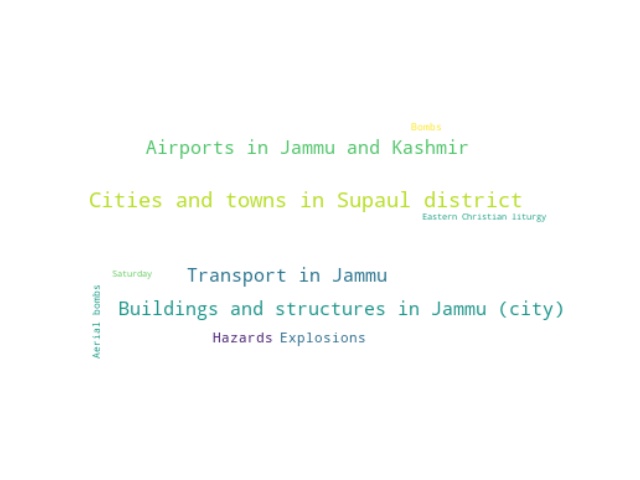 Bombs
Airports in Jammu and Kashmir
Cities and towns in Supaul district
Eastern Christian liturgy
Saturday
Transport in Jammu
Aerial bombs
Buildings and structures in Jammu (city)
Hazards
Explosions